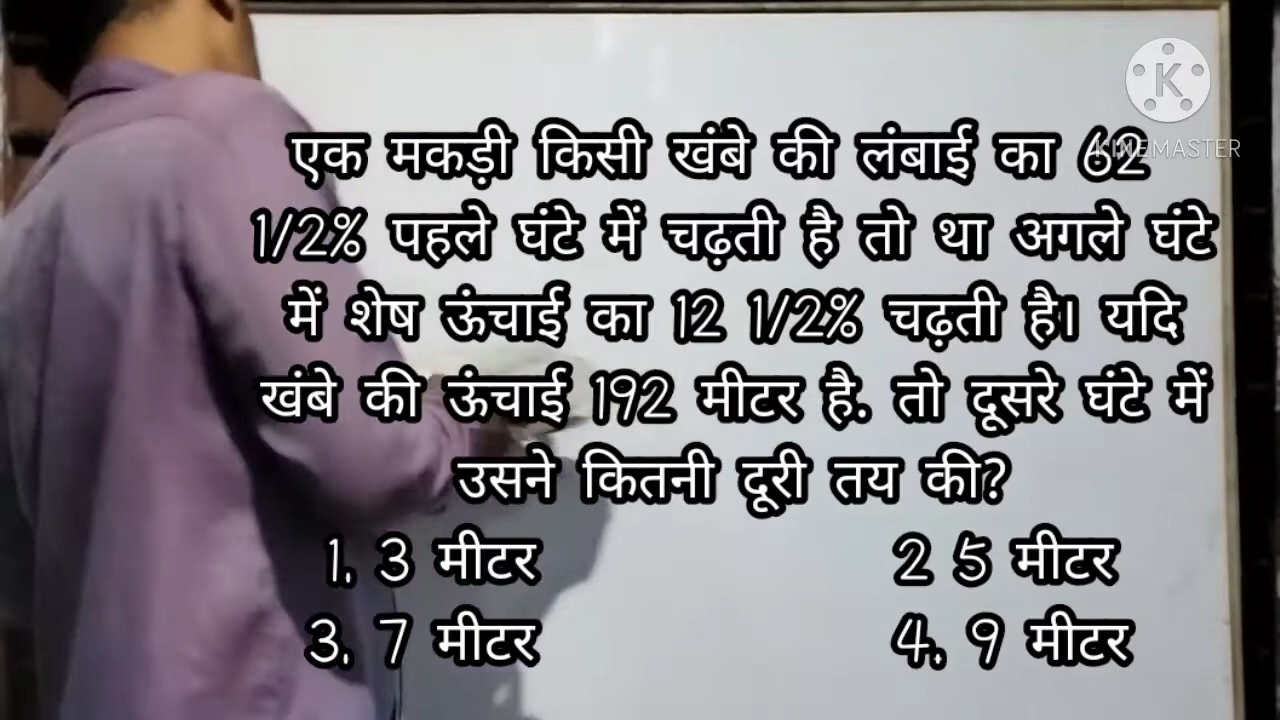 एक मकड़ी किसी खंबे की लंबाई का 62
1/2% पहले घंटे में चढ़ती है तो था अगले घंटे
में शेष ऊंचाई का 12 1/2% चढ़ती है। यदि
खंबे की ऊंचाई 192 मीटर है. तो दूसरे घंटे में
उसने कितनी दूरी तय की?
1. 3 मीटर 2 5 मीटर
3. 7 मीटर 4. 9 मीटर
K
KINEMASTER